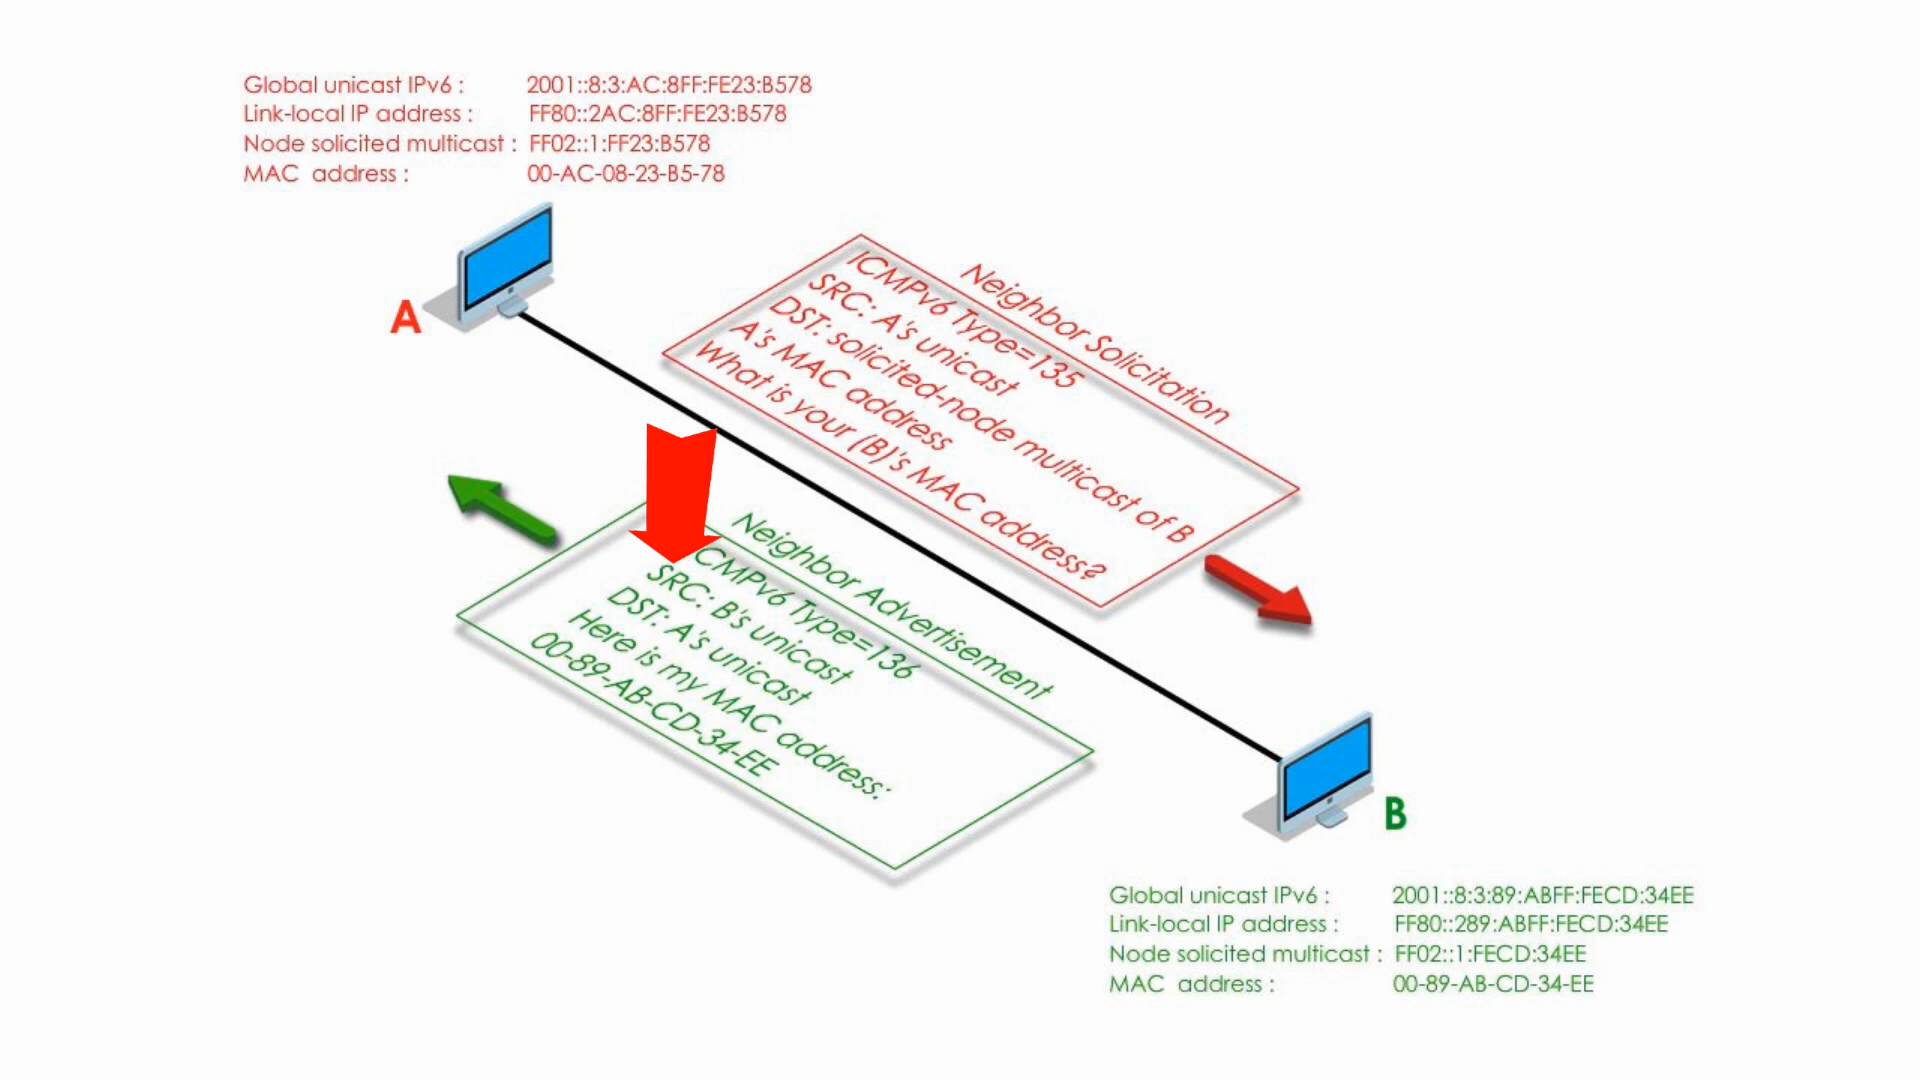 Global unicast IPv6 : 2001::8:3:AC:8FF:FE23:B578
Link-local IP address : FF80::2AC:8FF:FE23:B578
Node solicited multicast : FF02::1:FF23:B578
MAC address : 00-AC-08-23-B5-78
A
Neighbor Solicitation
ICMPv6 Type=135
SRC: A's unicast
DST: solicited-node multicast of B
A's MAC address
What is your (B)'s MAC address?
Neighbor Advertisement
CMPv6 Type=136
SRC: B's unicast
DST: A's unicast
Here is my MAC address:
00-89-AB-CD-34-EE
B
Global unicast IPv6 : 2001::8:3:89:ABFF:FECD:34EE
Link-local IP address : FF80::289:ABFF:FECD:34EE
Node solicited multicast : FF02::1:FECD:34EE
MAC address : 00-89-AB-CD-34-EE